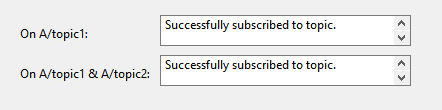 On A/topic1: Successfully subscribed to topic.
On A/topic1 & A/topic2: Successfully subscribed to topic.